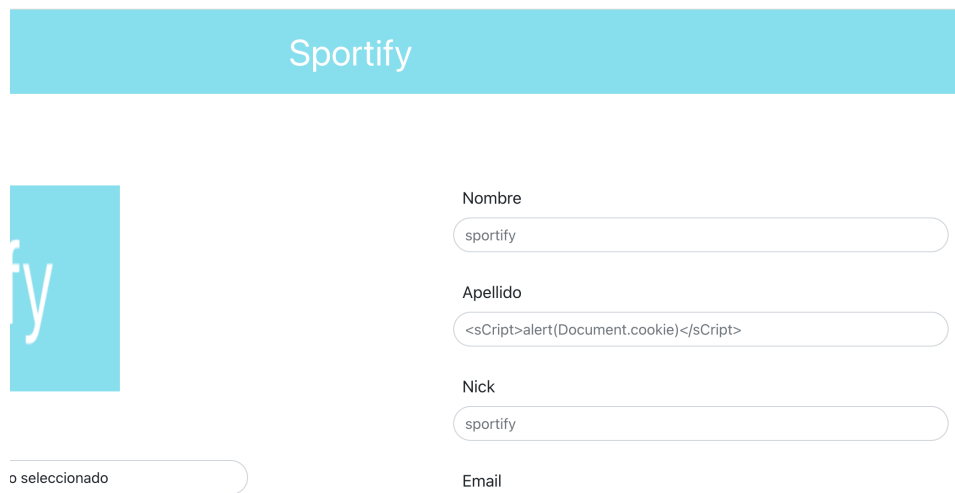 Sportify
fy
Nombre
sportify
Apellido
<sCript>alert(Document.cookie)</sCript>
Nick
sportify
o seleccionado
Email